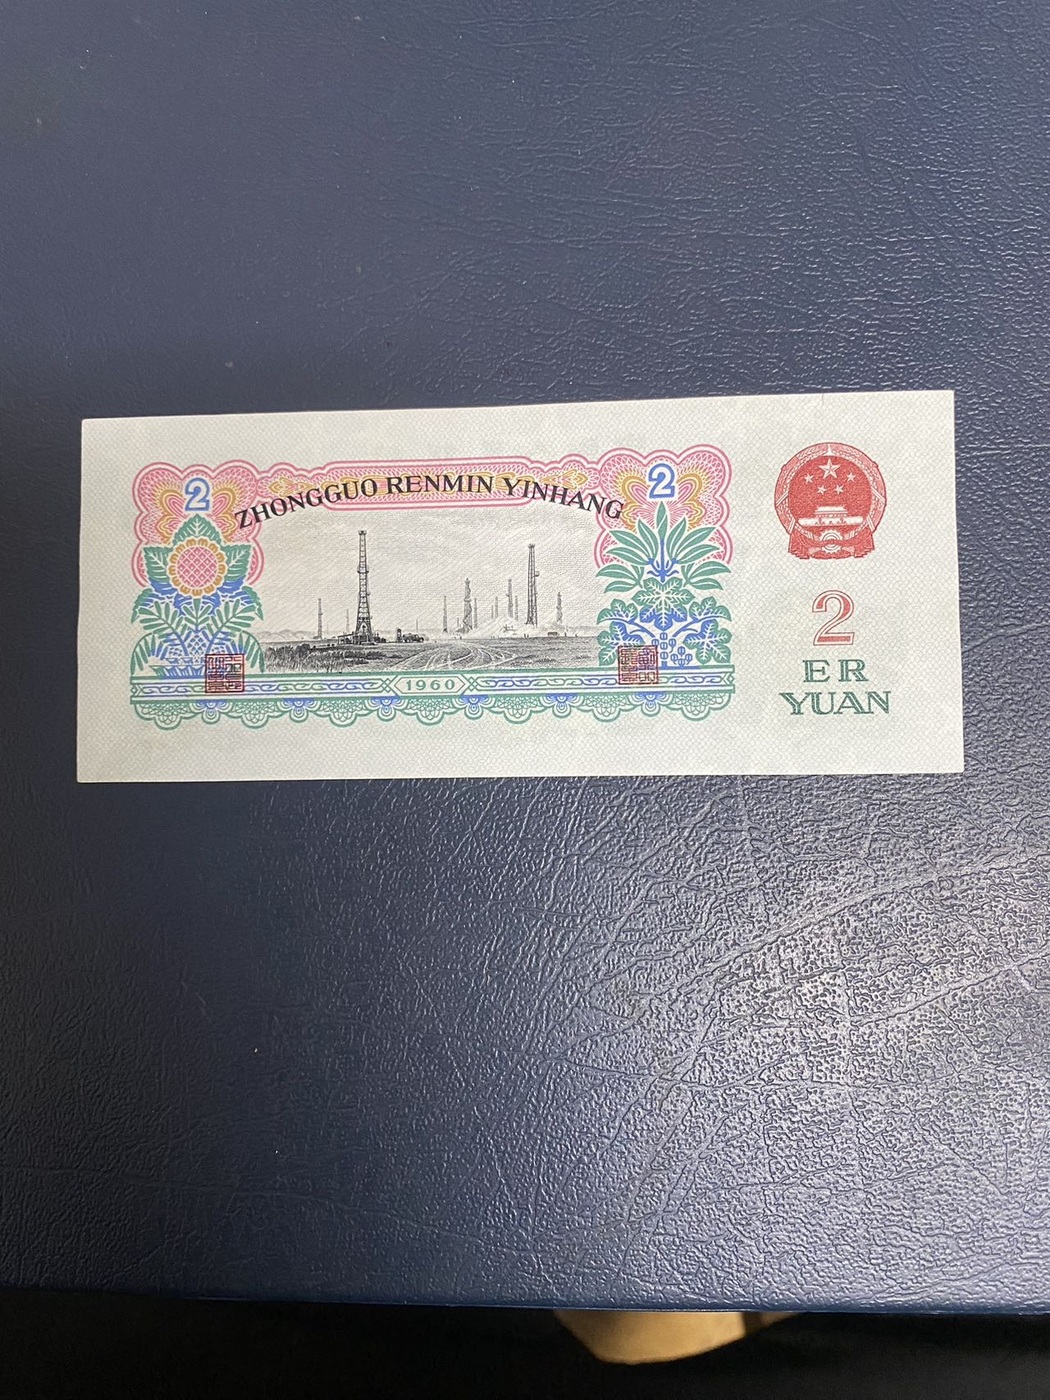 2
2
ZHONGGUO RENMIN YINHANG
1960
2
ER
YUAN